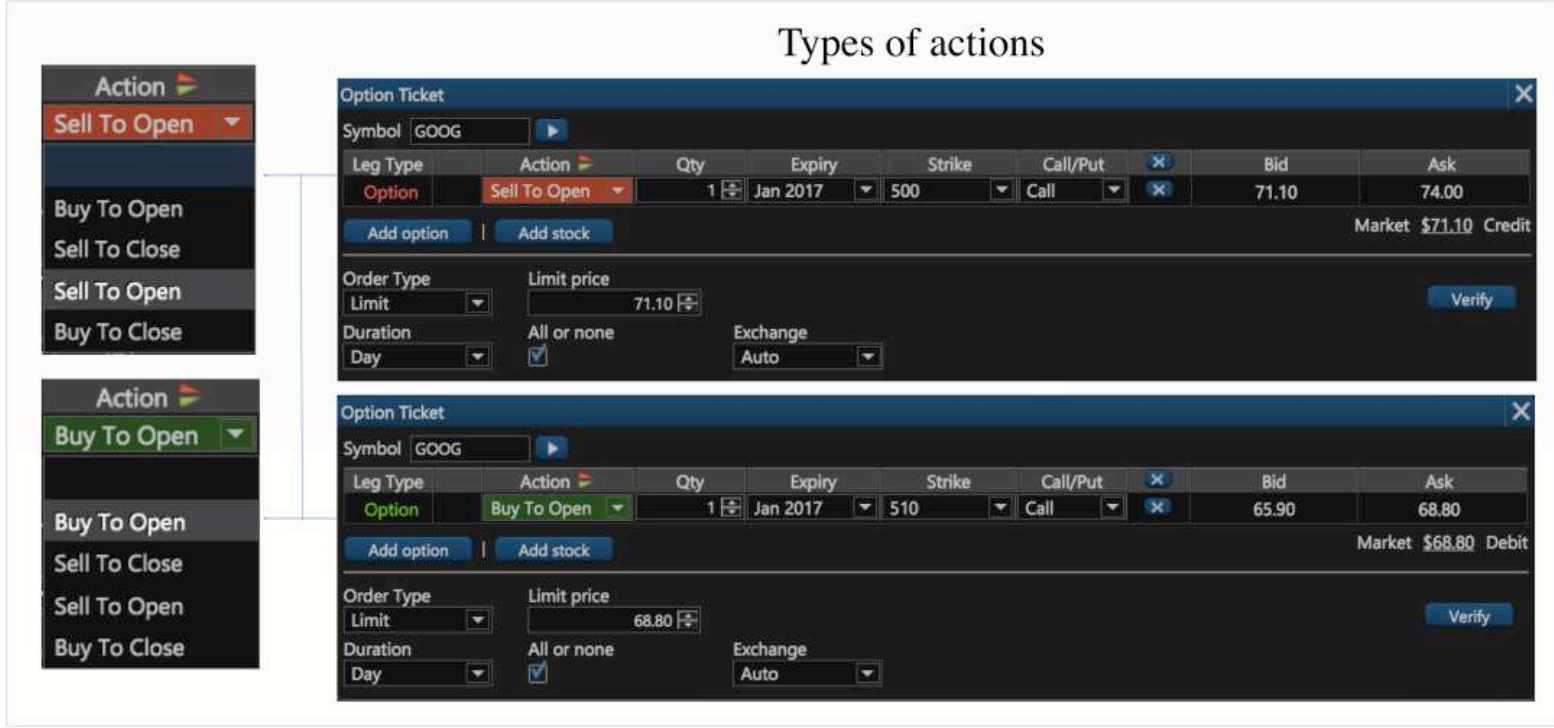 Types of actions
Action
Sell To Open
Buy To Open
Sell To Close
Sell To Open
Buy To Close
Option Ticket
Symbol GOOG
Leg Type Action Qty Expiry Strike Call/Put Bid Ask
Option Sell To Open 1 Jan 2017 500 Call 71.10 74.00
Add option | Add stock Market $71.10 Credit
Order Type Limit price
Limit 71.10 Verify
Duration All or none Exchange
Day Auto
Action
Buy To Open
Buy To Open
Sell To Close
Sell To Open
Buy To Close
Option Ticket
Symbol GOOG
Leg Type Action Qty Expiry Strike Call/Put Bid Ask
Option Buy To Open 1 Jan 2017 510 Call 65.90 68.80
Add option | Add stock Market $68.80 Debit
Order Type Limit price
Limit 68.80 Verify
Duration All or none Exchange
Day Auto